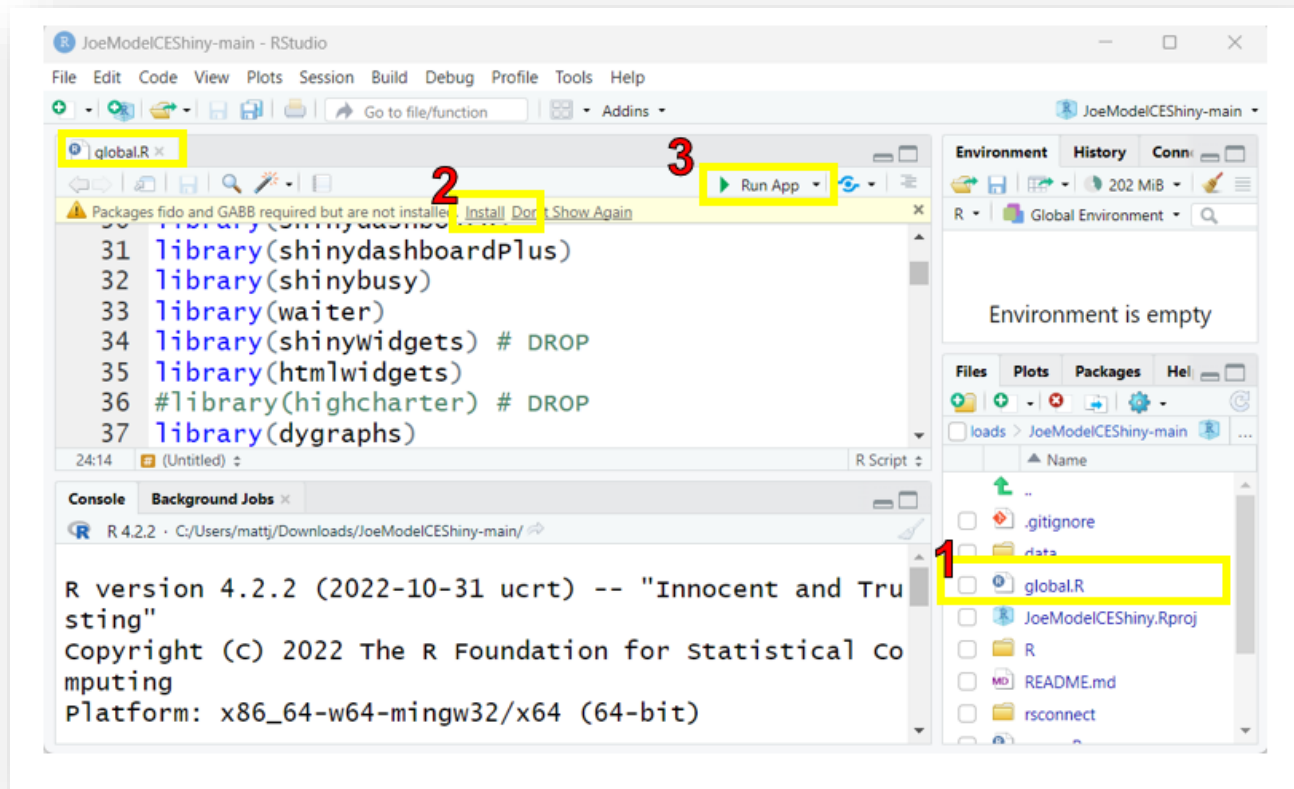 JoeModelCEShiny-main - RStudio
File Edit Code View Plots Session Build Debug Profile Tools Help
Go to file/function Addins JoeModelCEShiny-main
global.R
3
Run App
2
Packages fido and GABB required but are not installed. Install Don't Show Again
31 library(shinydashboardPlus)
32 library(shinybusy)
33 library(waiter)
34 library(shinyWidgets) # DROP
35 library(htmlwidgets)
36 #library(highcharter) # DROP
37 library(dygraphs)
24:14 (Untitled) R Script
Console Background Jobs
R 4.2.2 · C:/Users/mattj/Downloads/JoeModelCEShiny-main/
R version 4.2.2 (2022-10-31 ucrt) -- "Innocent and Tru
sting"
Copyright (C) 2022 The R Foundation for Statistical Co
mputing
Platform: x86_64-w64-mingw32/x64 (64-bit)
Environment History Conn
202 MiB
R Global Environment
Environment is empty
Files Plots Packages Hel
loads > JoeModelCEShiny-main ...
Name
..
.gitignore
data
1
global.R
JoeModelCEShiny.Rproj
R
README.md
rsconnect